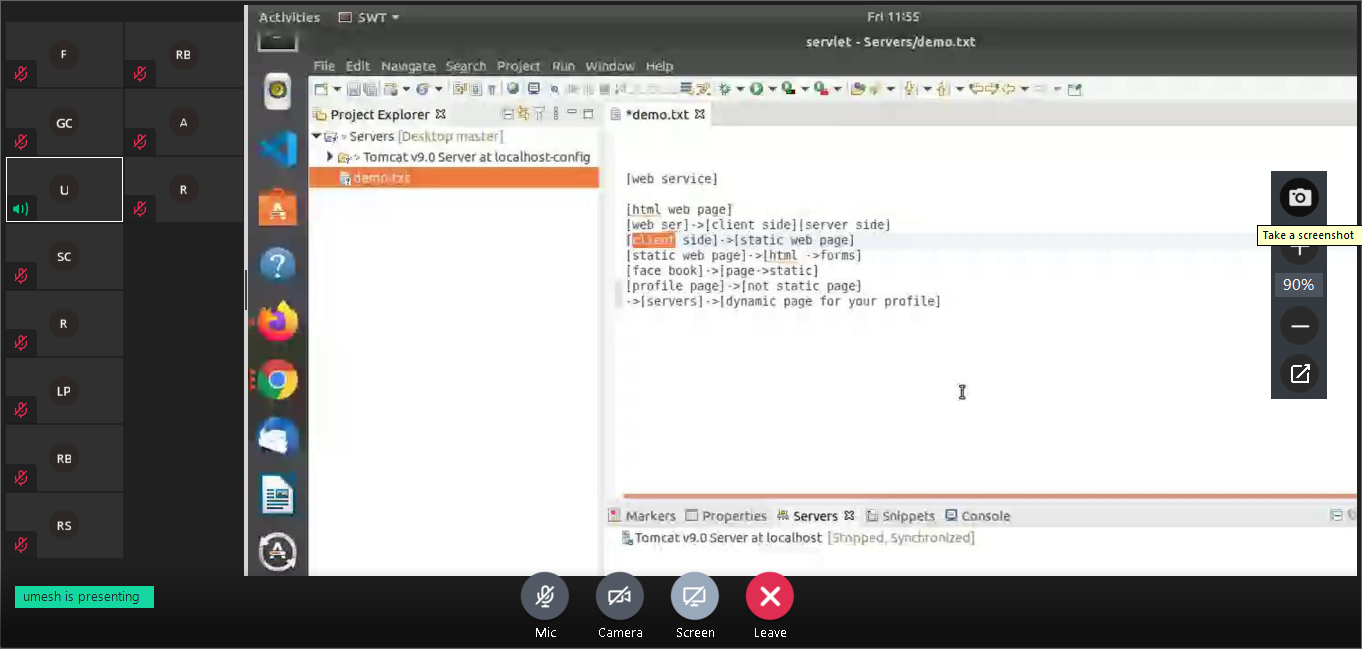 F
RB
GC
A
U
R
SC
R
LP
RB
RS
umesh is presenting
Activities
SWT
Fri 11:55
servlet - Servers/demo.txt
File Edit Navigate Search Project Run Window Help
Project Explorer
*demo.txt
Servers [Desktop master]
Tomcat v9.0 Server at localhost-config
demo.txt
[web service]
[html web page]
[web ser]->[client side][server side]
[client side]->[static web page]
[static web page]->[html ->forms]
[face book]->[page->static]
[profile page]->[not static page]
->[servers]->[dynamic page for your profile]
Markers Properties Servers Snippets Console
Tomcat v9.0 Server at localhost [Stopped, Synchronized]
Take a screenshot
90%
Mic
Camera
Screen
Leave